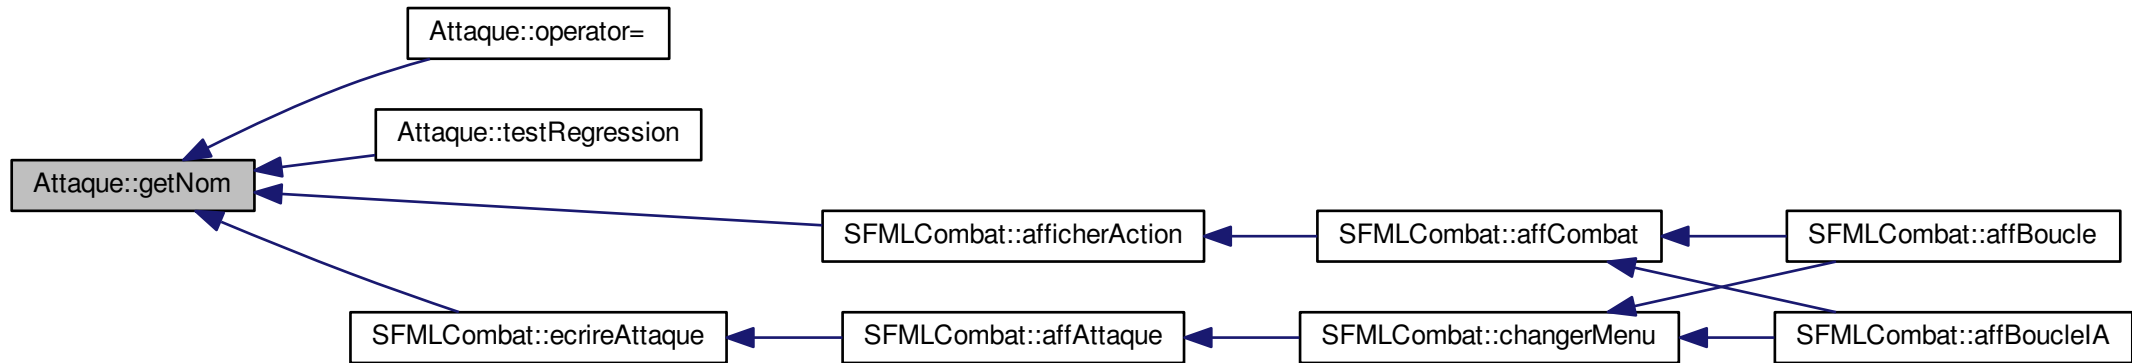 Attaque::operator=
Attaque::testRegression
Attaque::getNom
SFMLCombat::afficherAction
SFMLCombat::affCombat
SFMLCombat::affBoucle
SFMLCombat::ecrireAttaque
SFMLCombat::affAttaque
SFMLCombat::changerMenu
SFMLCombat::affBoucleIA